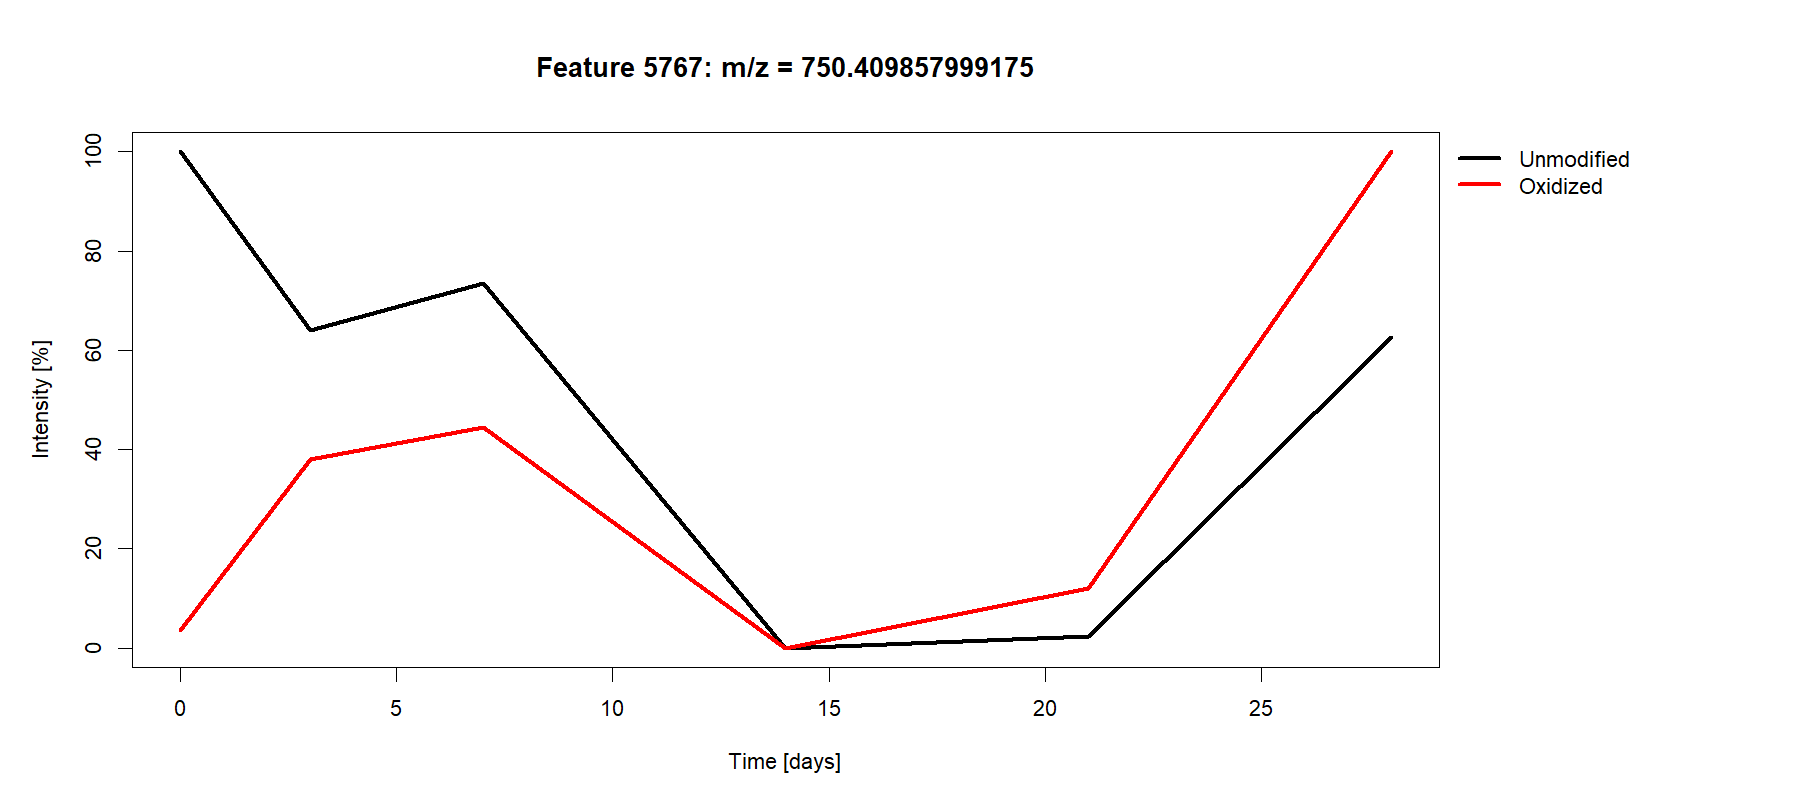 Feature 5767: m/z = 750.409857999175
Unmodified
Oxidized
100
80
60
40
20
0
Intensity [%]
0 5 10 15 20 25
Time [days]